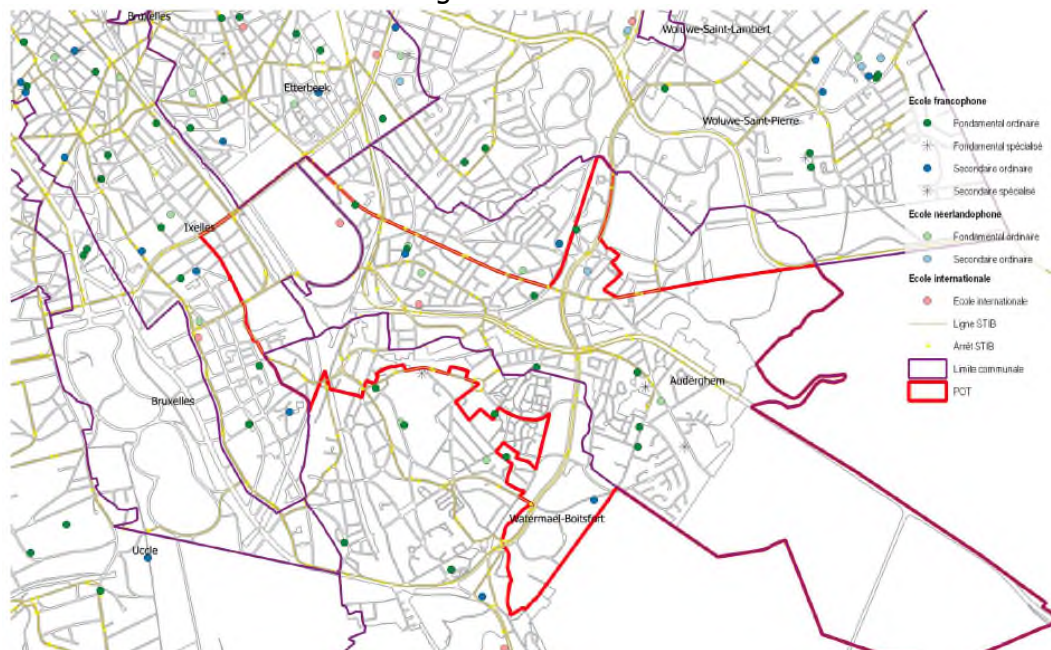 Bruxelles
Woluwe-Saint-Lambert
Etterbeek
Woluwe-Saint-Pierre
Ixelles
Bruxelles
Auderghem
Watermael-Boitsfort
Uccle
Ecole francophone
Fondamental ordinaire
Fondamental spécialisé
Secondaire ordinaire
Secondaire spécialisé
Ecole néerlandophone
Fondamental ordinaire
Secondaire ordinaire
Ecole internationale
Ecole internationale
Ligne STIB
Arrêt STIB
Limite communale